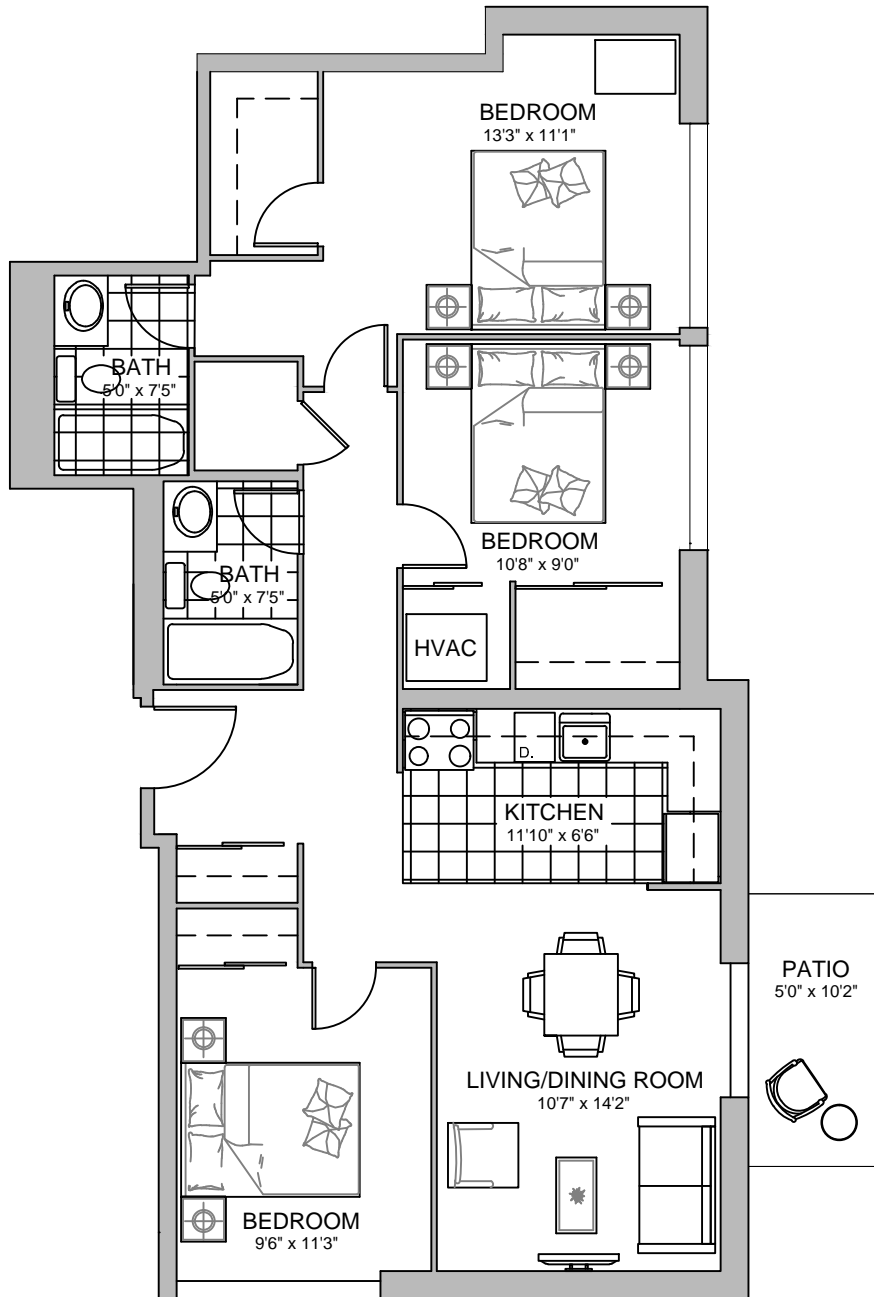 BEDROOM
13'3" x 11'1"
BATH
5'0" x 7'5"
BEDROOM
10'8" x 9'0"
BATH
5'0" x 7'5"
HVAC
D.
KITCHEN
11'10" x 6'6"
PATIO
5'0" x 10'2"
LIVING/DINING ROOM
10'7" x 14'2"
BEDROOM
9'6" x 11'3"